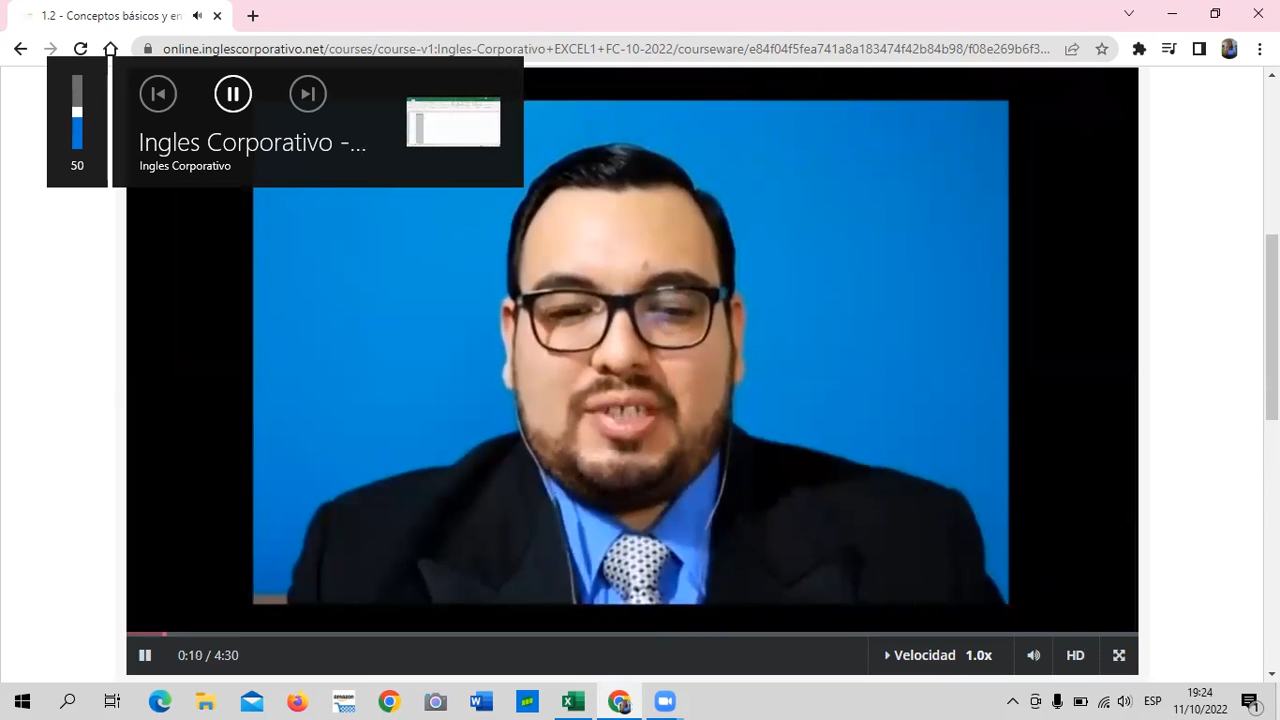 1.2 - Conceptos básicos y en
online.inglescorporativo.net/courses/course-v1:Ingles-Corporativo+EXCEL1+FC-10-2022/courseware/e84f04f5fea741a8a183474f42b84b98/f08e269b6f3...
50
Ingles Corporativo -...
Ingles Corporativo
0:10 / 4:30
Velocidad 1.0x
HD
amazon
ESP
19:24
11/10/2022
1